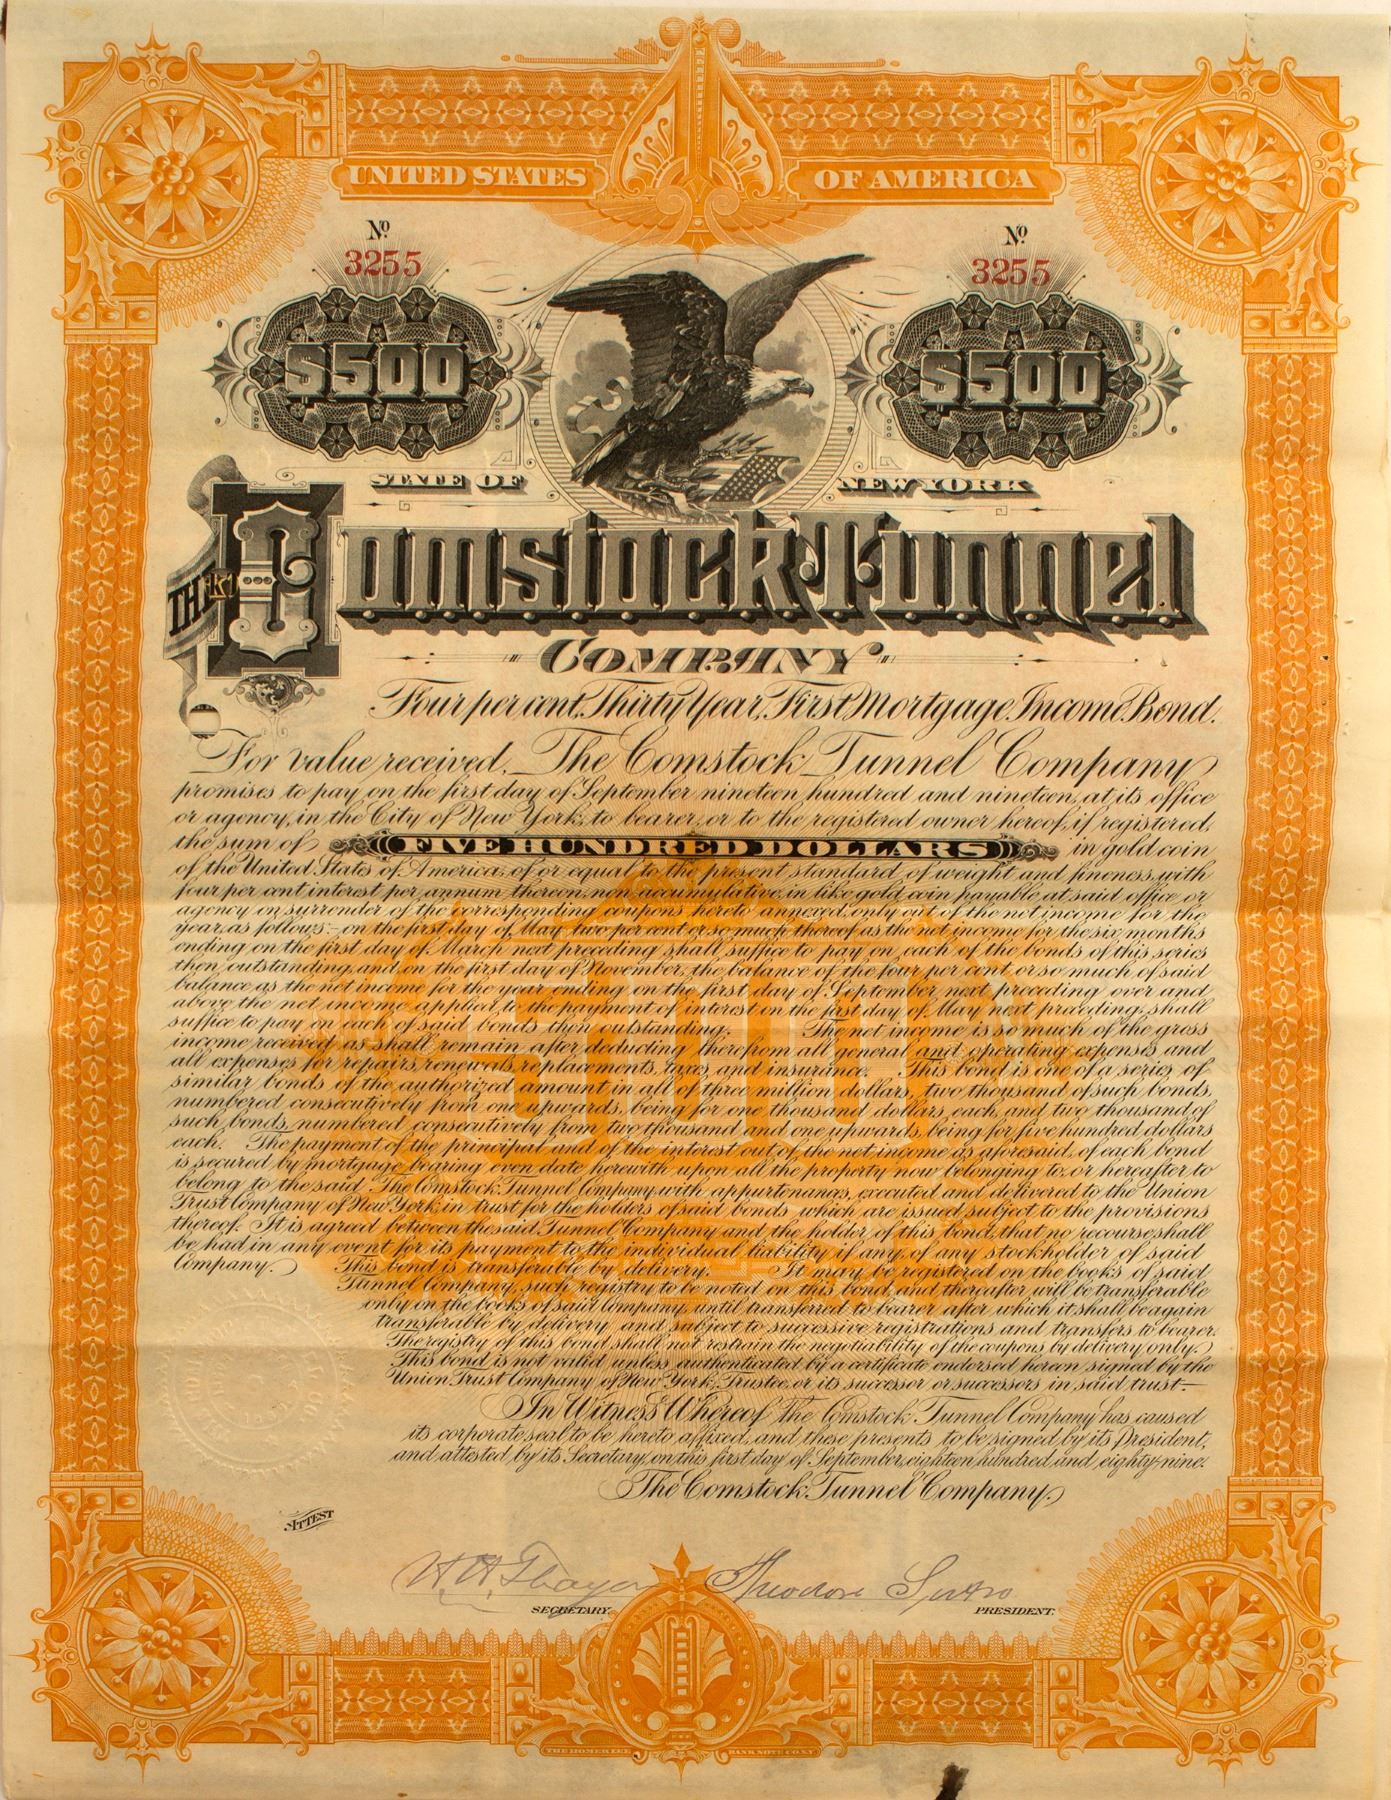 UNITED STATES OF AMERICA
No 3255
No 3255
$500
$500
STATE OF NEW YORK
THE Comstock Tunnel
COMPANY
Four per cent, Thirty Year, First Mortgage Income Bond.
For value received, The Comstock Tunnel Company
promises to pay on the first day of September nineteen hundred and nineteen, at its office
or agency, in the City of New York, to bearer, or to the registered owner hereof, if registered,
the sum of FIVE HUNDRED DOLLARS in gold coin
of the United States of America, of or equal to the present standard of weight and fineness, with
four per cent interest per annum thereon, non accumulative, in like gold coin payable at said office or
agency on surrender of the corresponding coupons hereto annexed, only out of the net income for the
year, as follows:- on the first day of May two per cent or so much thereof as the net income for the six months
ending on the first day of March next preceding shall suffice to pay on each of the bonds of this series
then outstanding, and on the first day of November, the balance of the four per cent or so much of said
balance as the net income for the year ending on the first day of September next preceding over and
above the net income applied to the payment of interest on the first day of May next preceding, shall
suffice to pay on each of said bonds then outstanding. The net income is so much of the gross
income received as shall remain after deducting therefrom all general and operating expenses and
all expenses for repairs, renewals, replacements, taxes, and insurance. This bond is one of a series of
similar bonds of the authorized amount in all of three million dollars, two thousand of such bonds,
numbered consecutively from one upwards, being for one thousand dollars each, and two thousand of
such bonds, numbered consecutively from two thousand and one upwards, being for five hundred dollars
each. The payment of the principal and of the interest out of the net income as aforesaid, of each bond
is secured by mortgage bearing even date herewith upon all the property now belonging to, or hereafter to
belong to the said The Comstock Tunnel Company with appurtenances, executed and delivered to the Union
Trust Company of New York, in trust for the holders of said bonds which are issued subject to the provisions
thereof. It is agreed between the said Tunnel Company and the holder of this bond, that no recourse shall
be had in any event for its payment to the individual liability if any, of any stockholder of said
Company. This bond is transferable by delivery. It may be registered on the books of said
Tunnel Company, such registry to be noted on this bond, and thereafter will be transferable
only on the books of said Company, until transferred to bearer after which it shall be again
transferable by delivery and subject to successive registrations and transfers to bearer.
The registry of this bond shall not restrain the negotiability of the coupons by delivery only.
This bond is not valid unless authenticated by a certificate endorsed hereon signed by the
Union Trust Company of New York, Trustee, or its successor or successors in said trust.
In Witness Whereof The Comstock Tunnel Company has caused
its corporate seal to be hereto affixed, and these presents to be signed by its President,
and attested by its Secretary, on this first day of September, eighteen hundred and eighty-nine.
The Comstock Tunnel Company,
ATTEST
H H Thayer Theodore Sutro
SECRETARY. PRESIDENT.
THE HOMER LEE BANK NOTE CO. N.Y.